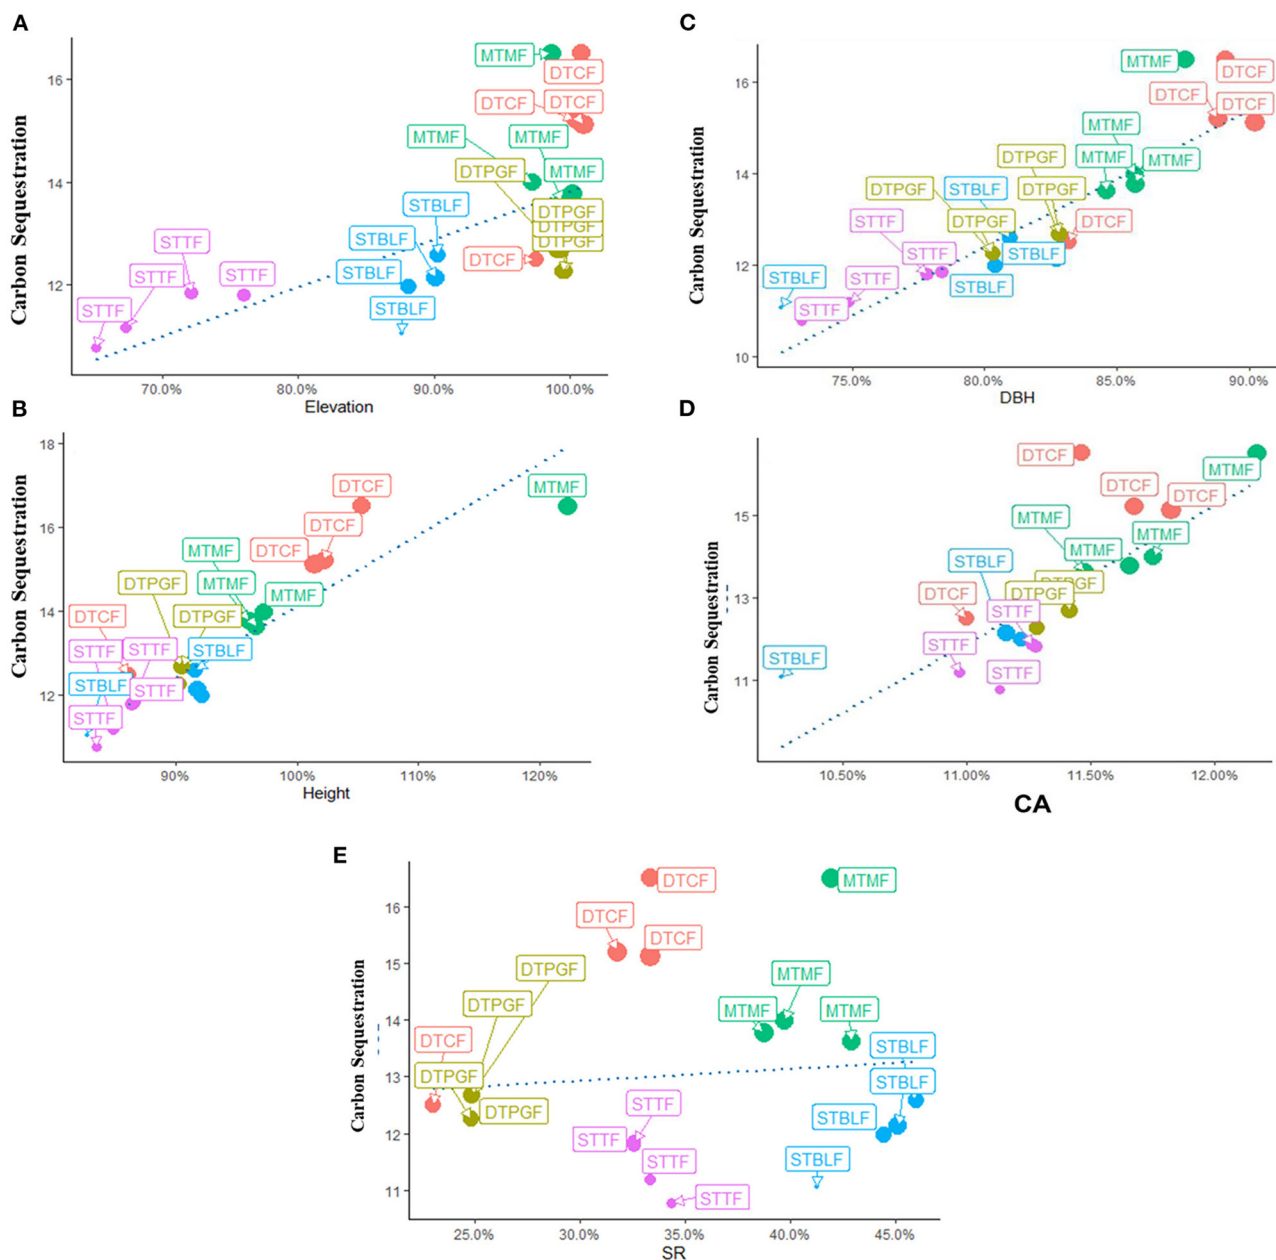 A
Carbon Sequestration
16
14
12
MTMF
DTCF
DTCF
DTCF
MTMF
MTMF
DTPGF
MTMF
STBLF
DTPGF
DTPGF
DTPGF
STTF
STBLF
STTF
STTF
STBLF
DTCF
STTF
STBLF
70.0%
80.0%
90.0%
100.0%
Elevation
C
Carbon Sequestration
16
14
12
10
MTMF
DTCF
DTCF
DTCF
MTMF
MTMF
MTMF
DTPGF
DTPGF
STBLF
DTPGF
STTF
DTPGF
DTCF
STTF
STBLF
STBLF
STTF
STBLF
STTF
75.0%
80.0%
85.0%
90.0%
DBH
B
Carbon Sequestration
18
16
14
12
DTCF
MTMF
DTCF
MTMF
DTCF
DTPGF
MTMF
MTMF
DTCF
DTPGF
STTF
STTF
STBLF
STBLF
STTF
STTF
90%
100%
110%
120%
Height
D
Carbon Sequestration
15
13
11
DTCF
MTMF
DTCF
DTCF
MTMF
MTMF
MTMF
STBLF
DTPGF
DTCF
DTPGF
STTF
STTF
STBLF
STTF
10.50%
11.00%
11.50%
12.00%
CA
E
Carbon Sequestration
16
15
14
13
12
11
DTCF
MTMF
DTCF
DTCF
DTPGF
MTMF
DTPGF
MTMF
MTMF
DTCF
STBLF
DTPGF
STBLF
DTPGF
STTF
STBLF
STTF
STTF
STBLF
STTF
25.0%
30.0%
35.0%
40.0%
45.0%
SR